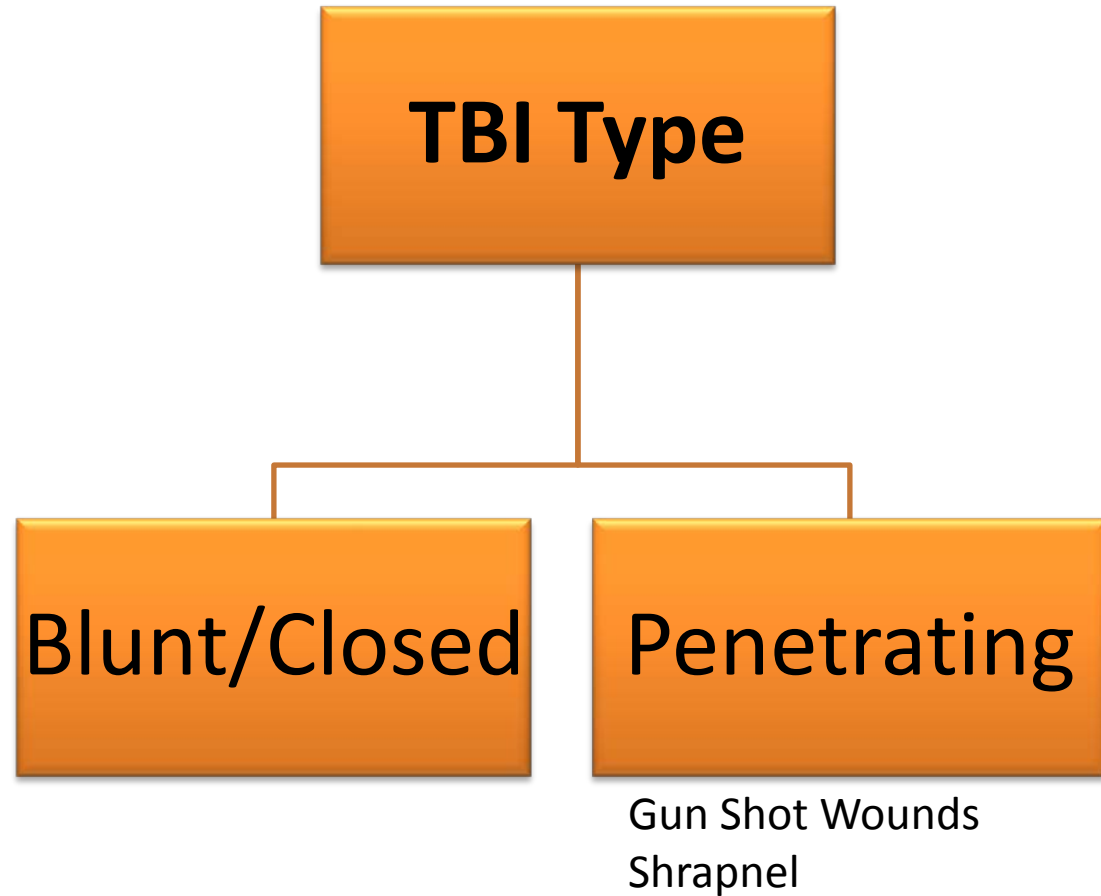 TBI Type
Blunt/Closed
Penetrating
Gun Shot Wounds
Shrapnel